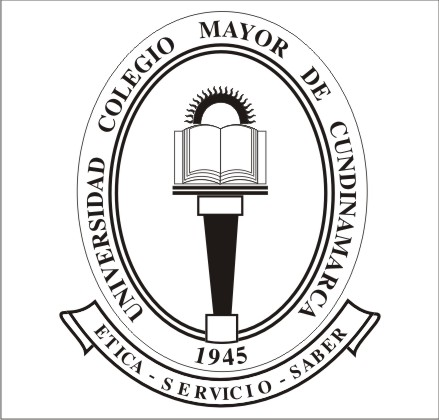 UNIVERSIDAD COLEGIO MAYOR DE CUNDINAMARCA
1945
ETICA - SERVICIO - SABER